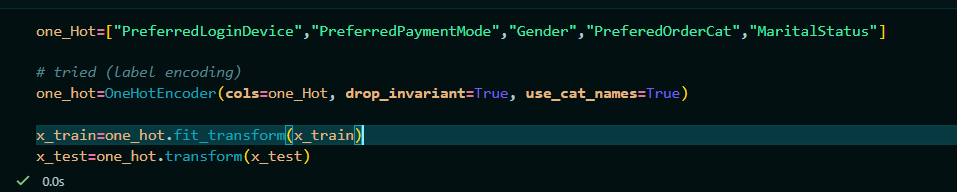 one_Hot=["PreferredLoginDevice","PreferredPaymentMode","Gender","PreferedOrderCat","MaritalStatus"]
# tried (label encoding)
one_hot=OneHotEncoder(cols=one_Hot, drop_invariant=True, use_cat_names=True)
x_train=one_hot.fit_transform(x_train)
x_test=one_hot.transform(x_test)
0.0s